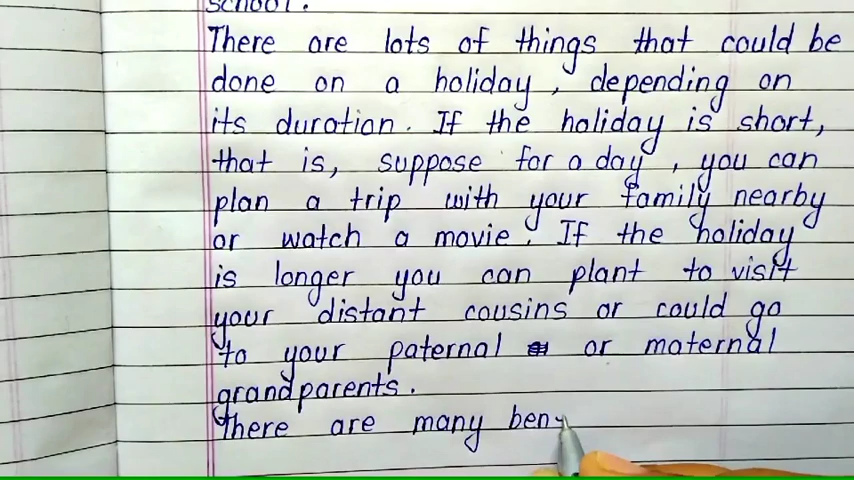 school.
There are lots of things that could be
done on a holiday, depending on
its duration. If the holiday is short,
that is, suppose for a day, you can
plan a trip with your family nearby
or watch a movie. If the holiday
is longer you can plant to visit
your distant cousins or could go
to your paternal or maternal
grandparents.
There are many ben